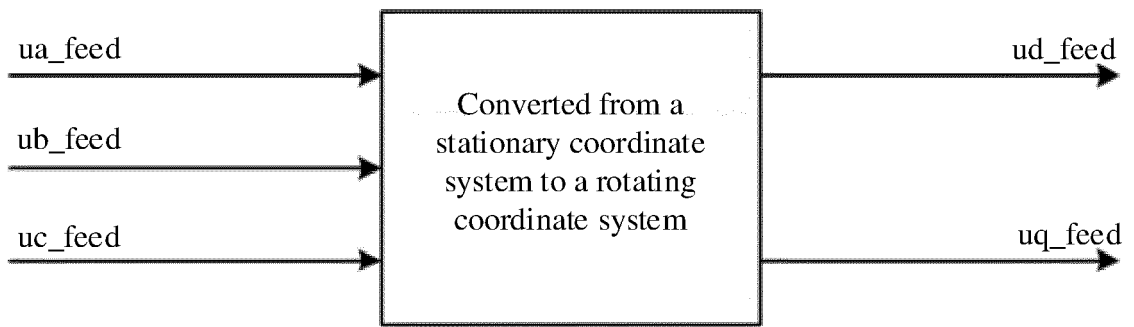 ua_feed
ub_feed
uc_feed
Converted from a
stationary coordinate
system to a rotating
coordinate system
ud_feed
uq_feed